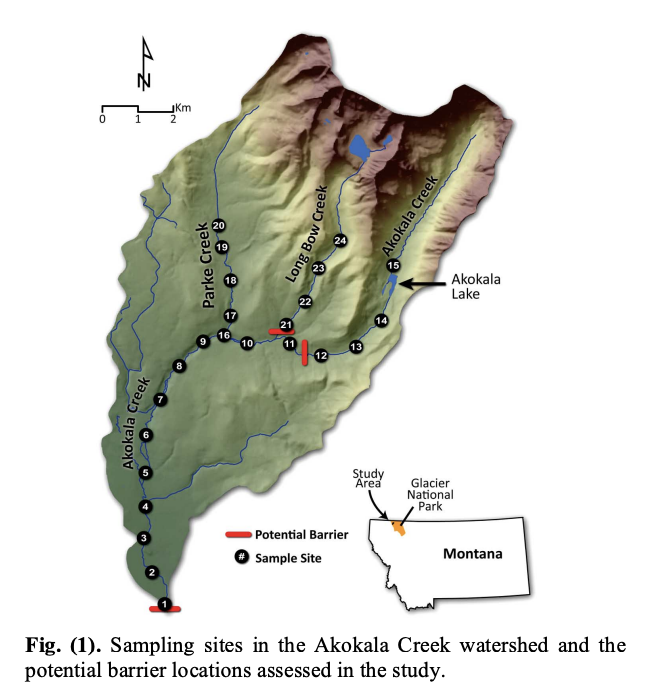 N
Km
0 1 2
20
19
18
17
16
Parke Creek
Long Bow Creek
24
23
22
21
Akokala Creek
15
Akokala
Lake
14
13
12
11
10
9
8
7
6
5
4
3
2
1
Akokala Creek
Study
Area
Glacier
National
Park
Montana
Potential Barrier
# Sample Site
Fig. (1). Sampling sites in the Akokala Creek watershed and the
potential barrier locations assessed in the study.